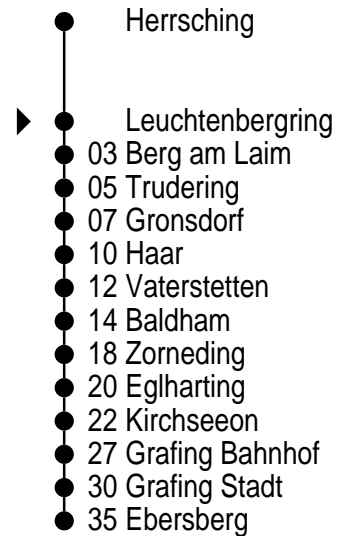 Herrsching
Leuchtenbergring
03 Berg am Laim
05 Trudering
07 Gronsdorf
10 Haar
12 Vaterstetten
14 Baldham
18 Zorneding
20 Eglharting
22 Kirchseeon
27 Grafing Bahnhof
30 Grafing Stadt
35 Ebersberg